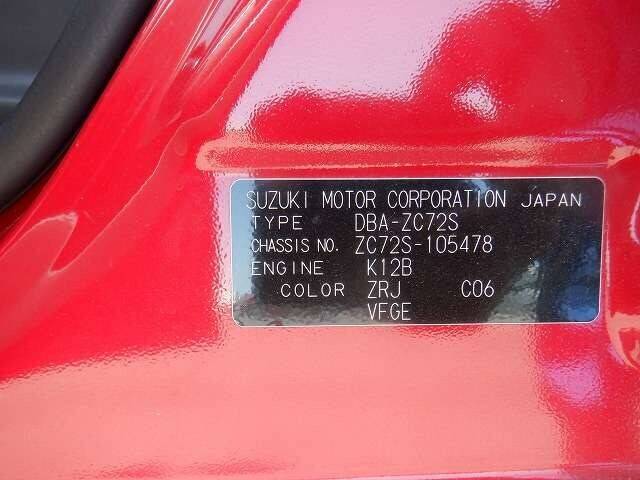 SUZUKI MOTOR CORPORATION JAPAN
TYPE DBA-ZC72S
CHASSIS NO. ZC72S-105478
ENGINE K12B
COLOR ZRJ C06
VFGE